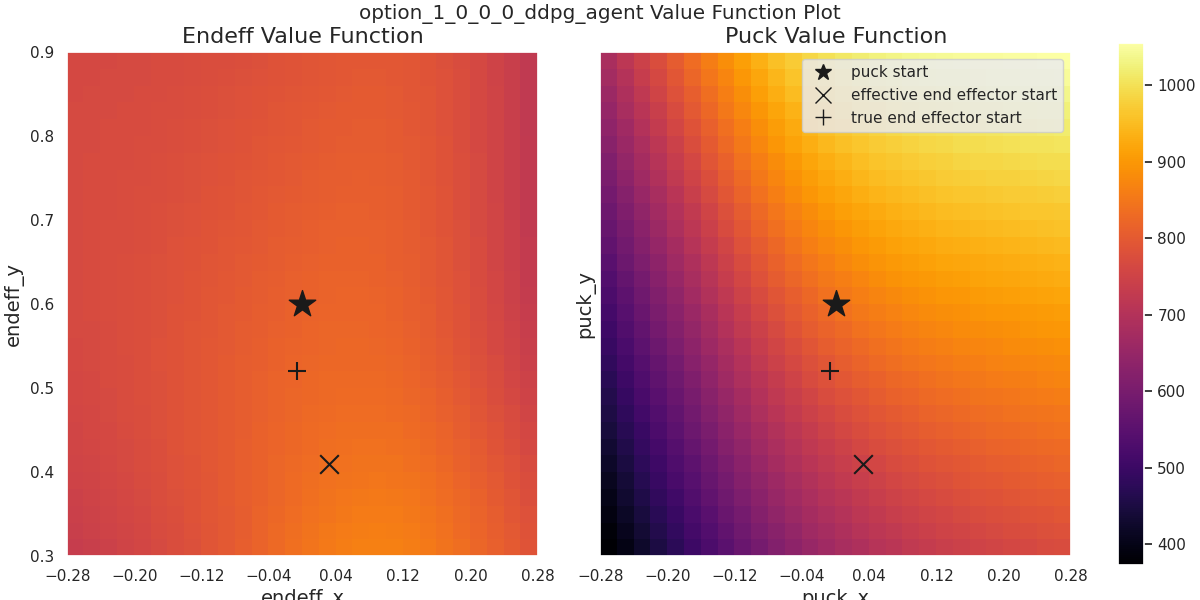 option_1_0_0_0_ddpg_agent Value Function Plot
Endeff Value Function
Puck Value Function
puck start
effective end effector start
true end effector start
0.9
0.8
0.7
0.6
0.5
0.4
0.3
endeff_y
−0.28 −0.20 −0.12 −0.04 0.04 0.12 0.20 0.28
endeff_x
puck_y
−0.28 −0.20 −0.12 −0.04 0.04 0.12 0.20 0.28
puck_x
1000
900
800
700
600
500
400